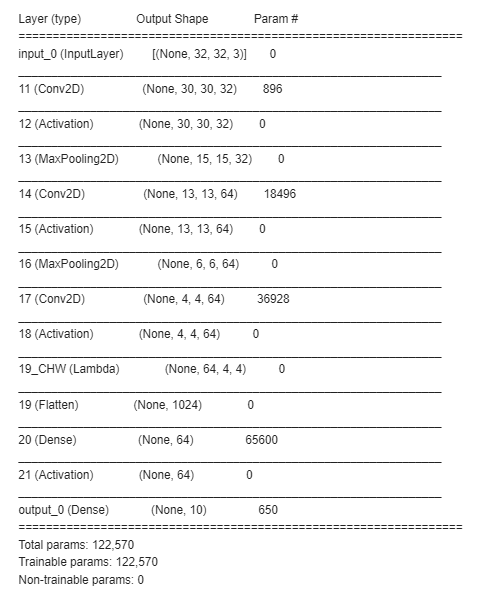 Layer (type) Output Shape Param #
=================================================================
input_0 (InputLayer) [(None, 32, 32, 3)] 0
_________________________________________________________________
11 (Conv2D) (None, 30, 30, 32) 896
_________________________________________________________________
12 (Activation) (None, 30, 30, 32) 0
_________________________________________________________________
13 (MaxPooling2D) (None, 15, 15, 32) 0
_________________________________________________________________
14 (Conv2D) (None, 13, 13, 64) 18496
_________________________________________________________________
15 (Activation) (None, 13, 13, 64) 0
_________________________________________________________________
16 (MaxPooling2D) (None, 6, 6, 64) 0
_________________________________________________________________
17 (Conv2D) (None, 4, 4, 64) 36928
_________________________________________________________________
18 (Activation) (None, 4, 4, 64) 0
_________________________________________________________________
19_CHW (Lambda) (None, 64, 4, 4) 0
_________________________________________________________________
19 (Flatten) (None, 1024) 0
_________________________________________________________________
20 (Dense) (None, 64) 65600
_________________________________________________________________
21 (Activation) (None, 64) 0
_________________________________________________________________
output_0 (Dense) (None, 10) 650
=================================================================
Total params: 122,570
Trainable params: 122,570
Non-trainable params: 0